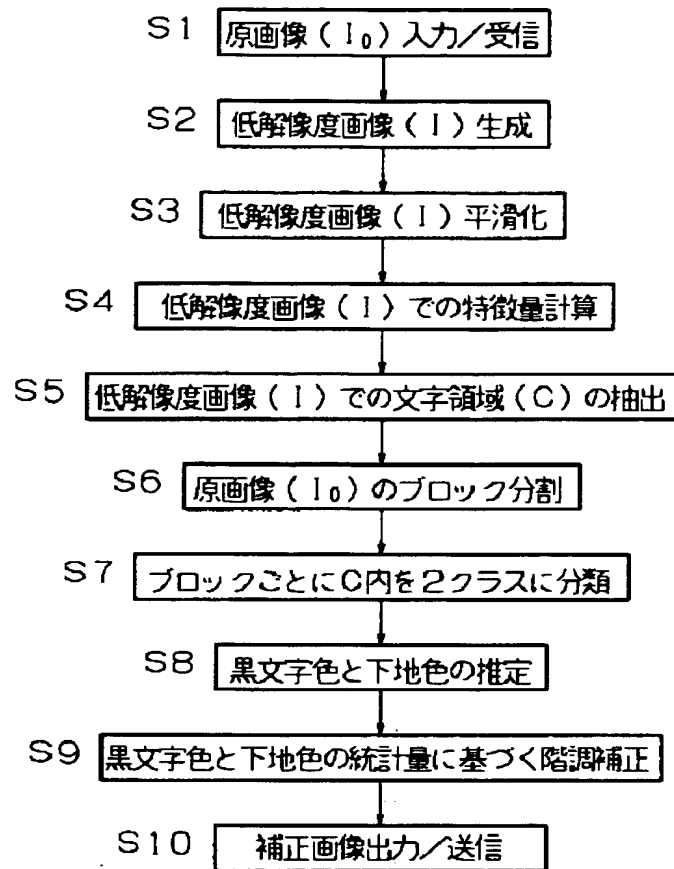 S1 原画像(I₀)入力/受信
S2 低解像度画像(I)生成
S3 低解像度画像(I)平滑化
S4 低解像度画像(I)での特徴量計算
S5 低解像度画像(I)での文字領域(C)の抽出
S6 原画像(I₀)のブロック分割
S7 ブロックごとにC内を2クラスに分類
S8 黒文字色と下地色の推定
S9 黒文字色と下地色の統計量に基づく階調補正
S10 補正画像出力/送信